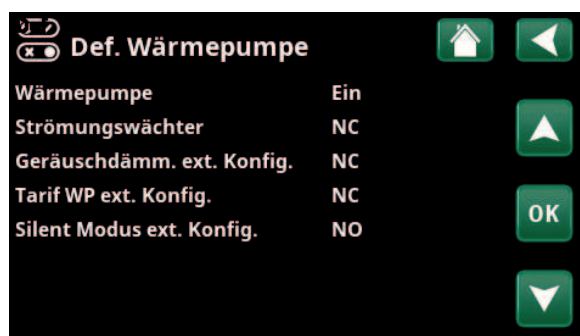 Def. Wärmepumpe
Wärmepumpe Ein
Strömungswächter NC
Geräuschdämm. ext. Konfig. NC
Tarif WP ext. Konfig. NC
Silent Modus ext. Konfig. NO
OK